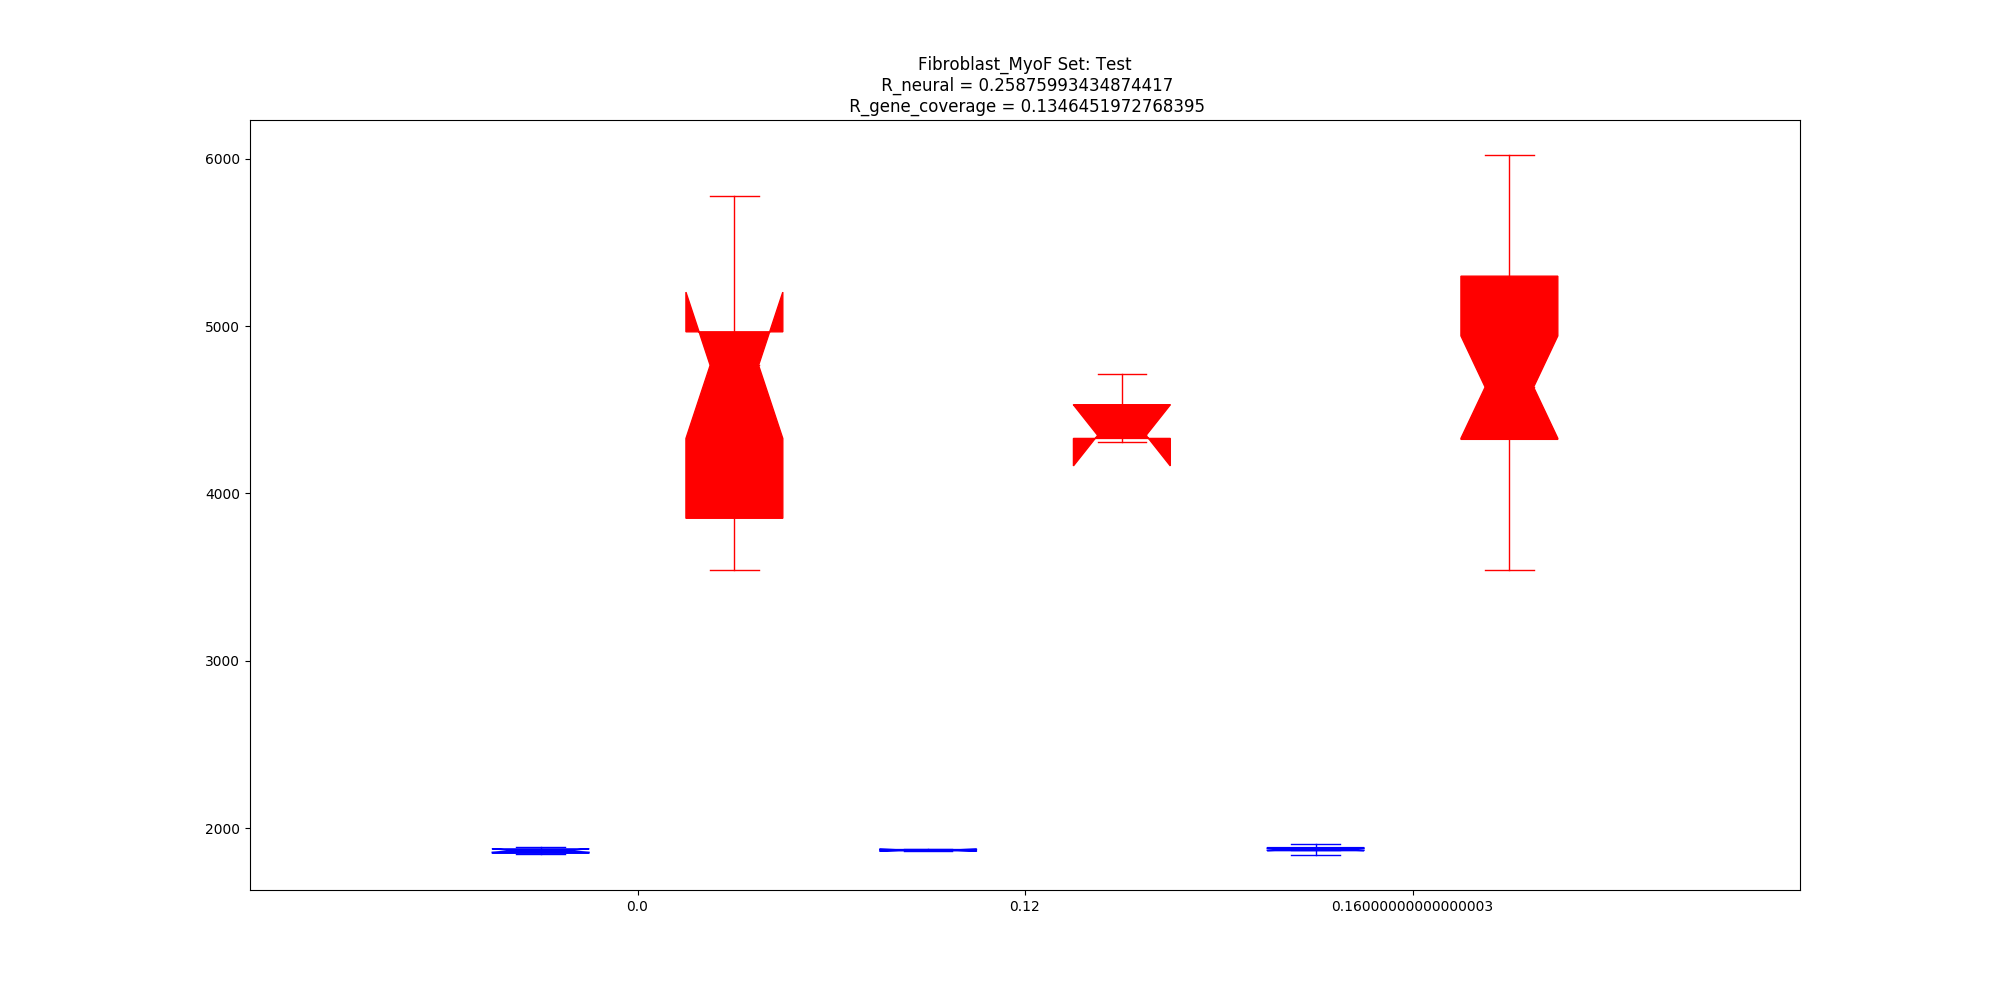 Fibroblast_MyoF Set: Test
R_neural = 0.25875993434874417
R_gene_coverage = 0.1346451972768395
6000
5000
4000
3000
2000
0.0
0.12
0.16000000000000003